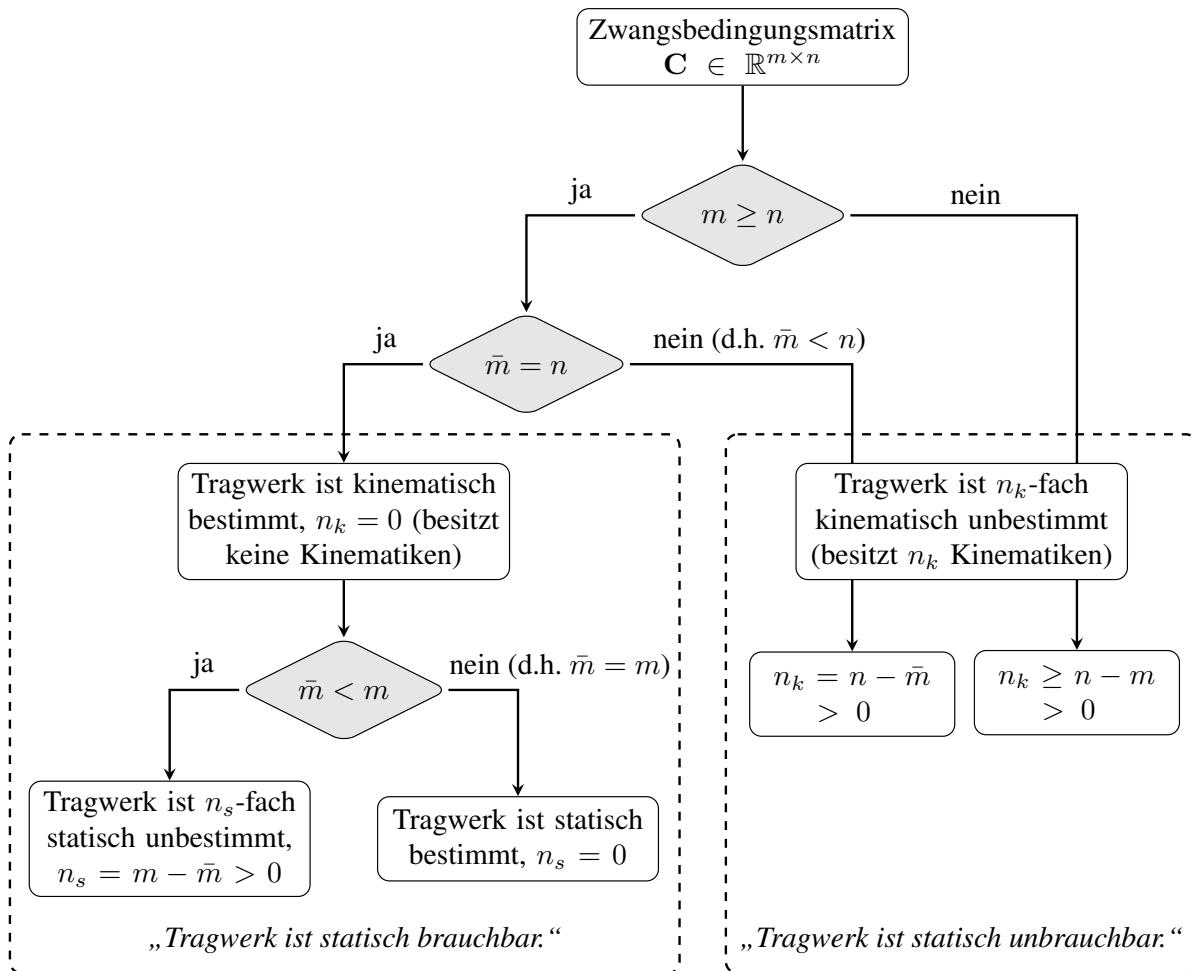 Zwangsbedingungsmatrix
C ∈ ℝ^{m×n}
ja
m ≥ n
nein
ja
m̄ = n
nein (d.h. m̄ < n)
Tragwerk ist kinematisch
bestimmt, n_k = 0 (besitzt
keine Kinematiken)
Tragwerk ist n_k-fach
kinematisch unbestimmt
(besitzt n_k Kinematiken)
ja
m̄ < m
nein (d.h. m̄ = m)
n_k = n − m̄
> 0
n_k ≥ n − m
> 0
Tragwerk ist n_s-fach
statisch unbestimmt,
n_s = m − m̄ > 0
Tragwerk ist statisch
bestimmt, n_s = 0
„Tragwerk ist statisch brauchbar.“
„Tragwerk ist statisch unbrauchbar.“